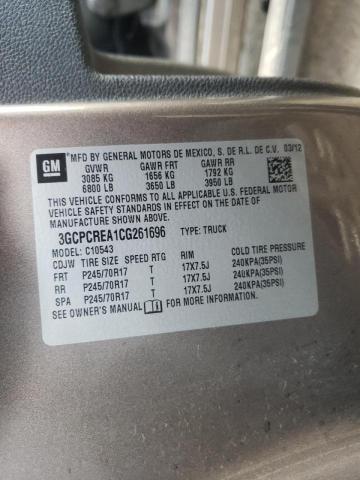 GM
MFD BY GENERAL MOTORS DE MEXICO, S. DE R.L. DE C.V. 03/12
GVWR GAWR FRT GAWR RR
3085 KG 1656 KG 1792 KG
6800 LB 3650 LB 3950 LB
THIS VEHICLE CONFORMS TO ALL APPLICABLE U.S. FEDERAL MOTOR
VEHICLE SAFETY AND THEFT PREVENTION STANDARDS IN EFFECT ON
THE DATE OF MANUFACTURE SHOWN ABOVE.
3GCPCREA1CG261696 TYPE: TRUCK
MODEL: C10543
CDJW TIRE SIZE SPEED RTG RIM COLD TIRE PRESSURE
FRT P245/70R17 T 17X7.5J 240KPA(35PSI)
RR P245/70R17 T 17X7.5J 240KPA(35PSI)
SPA P245/70R17 T 17X7.5J 240KPA(35PSI)
SEE OWNER'S MANUAL FOR MORE INFORMATION.